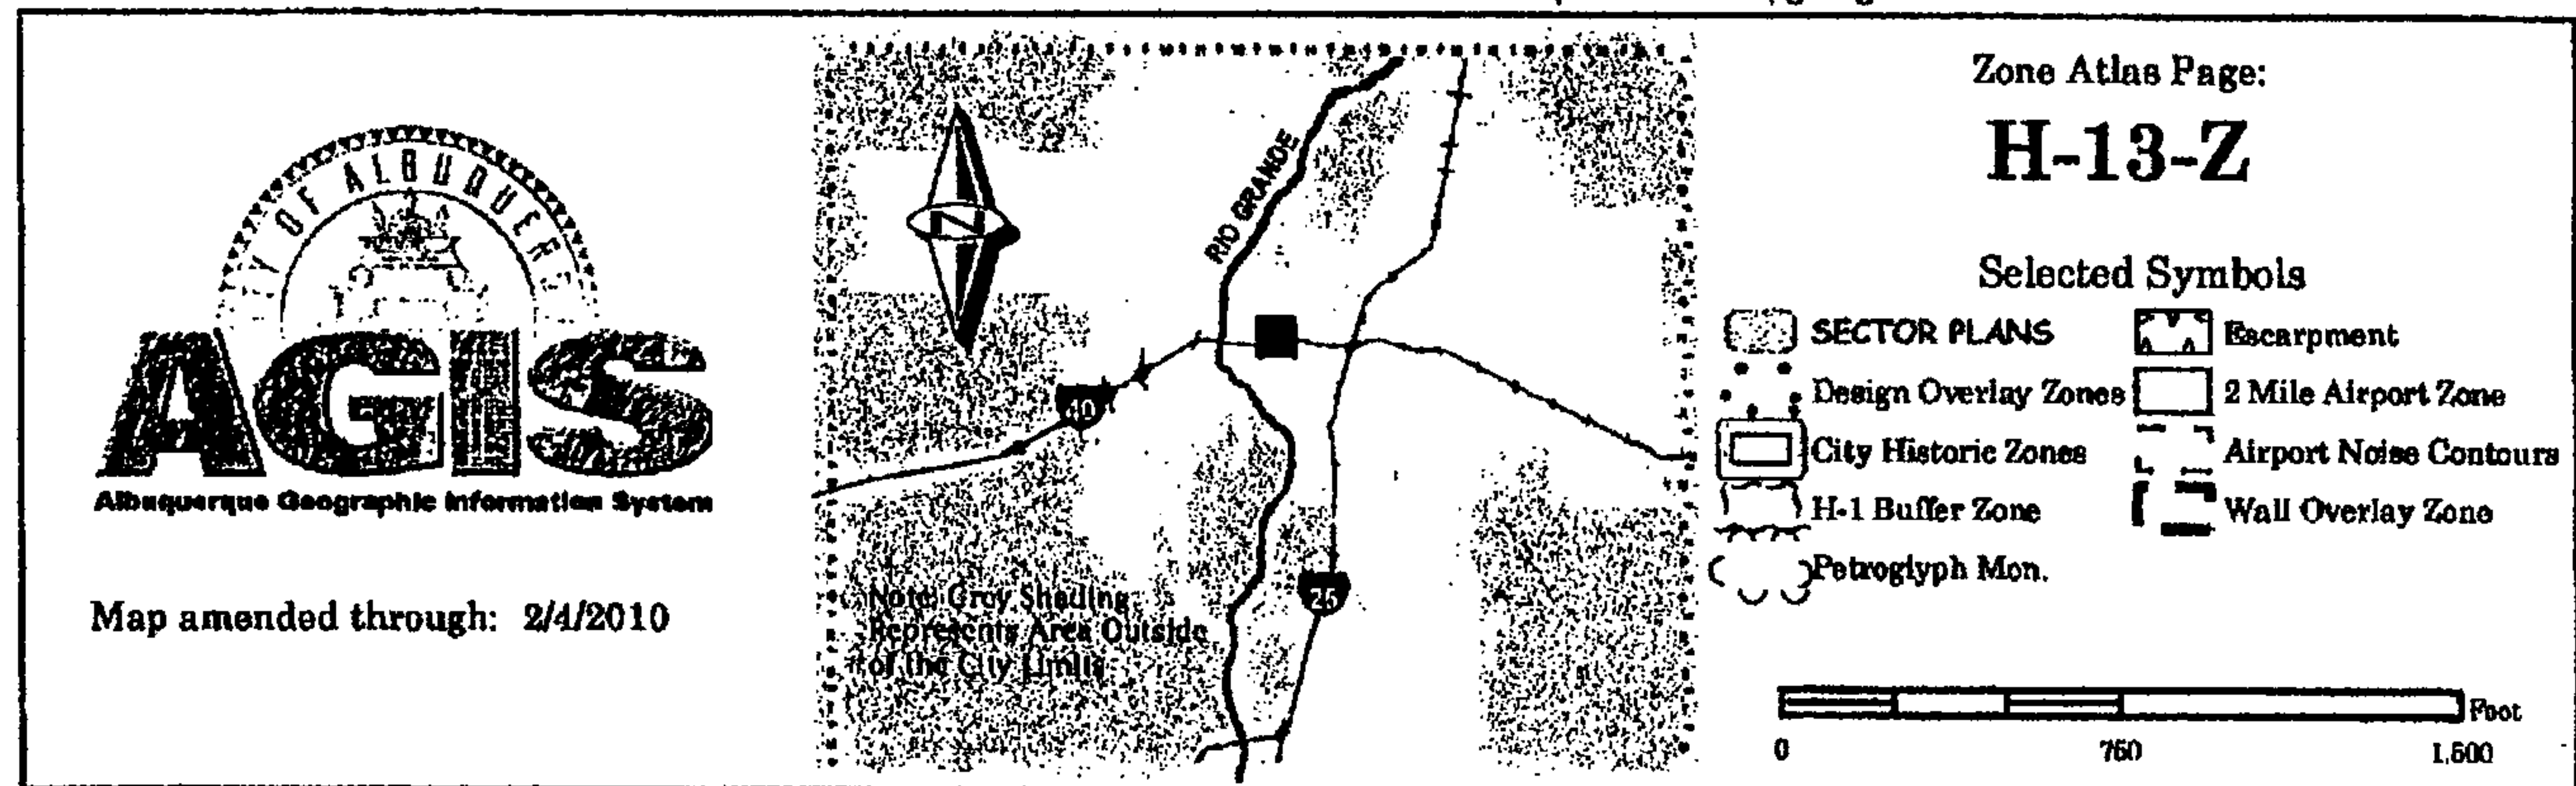 CITY OF ALBUQUERQUE
AGIS
Albuquerque Geographic Information System
Map amended through: 2/4/2010
N
RIO GRANDE
40
25
Note: Grey Shading
Represents Area Outside
of the City Limits
Zone Atlas Page:
H-13-Z
Selected Symbols
SECTOR PLANS
Design Overlay Zones
City Historic Zones
H-1 Buffer Zone
Petroglyph Mon.
Escarpment
2 Mile Airport Zone
Airport Noise Contours
Wall Overlay Zone
Feet
0 750 1,500